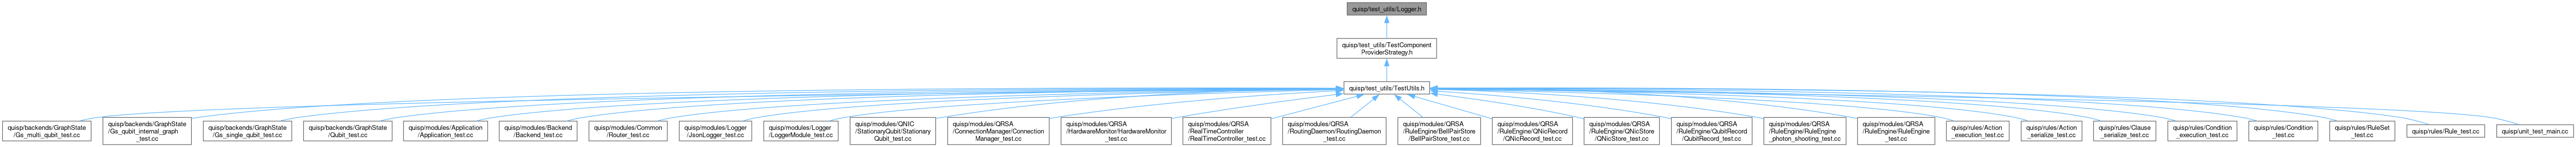 quisp/test_utils/Logger.h
quisp/test_utils/TestComponent
ProviderStrategy.h
quisp/test_utils/TestUtils.h
quisp/backends/GraphState
/Gs_multi_qubit_test.cc
quisp/backends/GraphState
/Gs_qubit_internal_graph
_test.cc
quisp/backends/GraphState
/Gs_single_qubit_test.cc
quisp/backends/GraphState
/Qubit_test.cc
quisp/modules/Application
/Application_test.cc
quisp/modules/Backend
/Backend_test.cc
quisp/modules/Common
/Router_test.cc
quisp/modules/Logger
/JsonLogger_test.cc
quisp/modules/Logger
/LoggerModule_test.cc
quisp/modules/QNIC
/StationaryQubit/Stationary
Qubit_test.cc
quisp/modules/QRSA
/ConnectionManager/Connection
Manager_test.cc
quisp/modules/QRSA
/HardwareMonitor/HardwareMonitor
_test.cc
quisp/modules/QRSA
/RealTimeController
/RealTimeController_test.cc
quisp/modules/QRSA
/RoutingDaemon/RoutingDaemon
_test.cc
quisp/modules/QRSA
/RuleEngine/BellPairStore
/BellPairStore_test.cc
quisp/modules/QRSA
/RuleEngine/QNicRecord
/QNicRecord_test.cc
quisp/modules/QRSA
/RuleEngine/QNicStore
/QNicStore_test.cc
quisp/modules/QRSA
/RuleEngine/QubitRecord
/QubitRecord_test.cc
quisp/modules/QRSA
/RuleEngine/RuleEngine
_photon_shooting_test.cc
quisp/modules/QRSA
/RuleEngine/RuleEngine
_test.cc
quisp/rules/Action
_execution_test.cc
quisp/rules/Action
_serialize_test.cc
quisp/rules/Clause
_serialize_test.cc
quisp/rules/Condition
_execution_test.cc
quisp/rules/Condition
_test.cc
quisp/rules/RuleSet
_test.cc
quisp/rules/Rule_test.cc
quisp/unit_test_main.cc